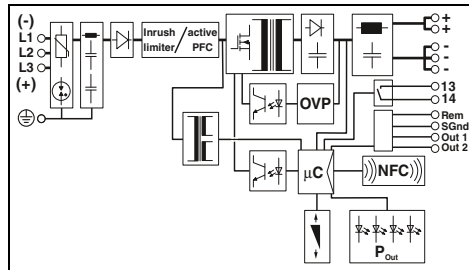 (-)
L1
L2
L3
(+)
Inrush / active
limiter / PFC
OVP
+
+
-
-
-
13
14
Rem
SGnd
Out 1
Out 2
µC
NFC
POut